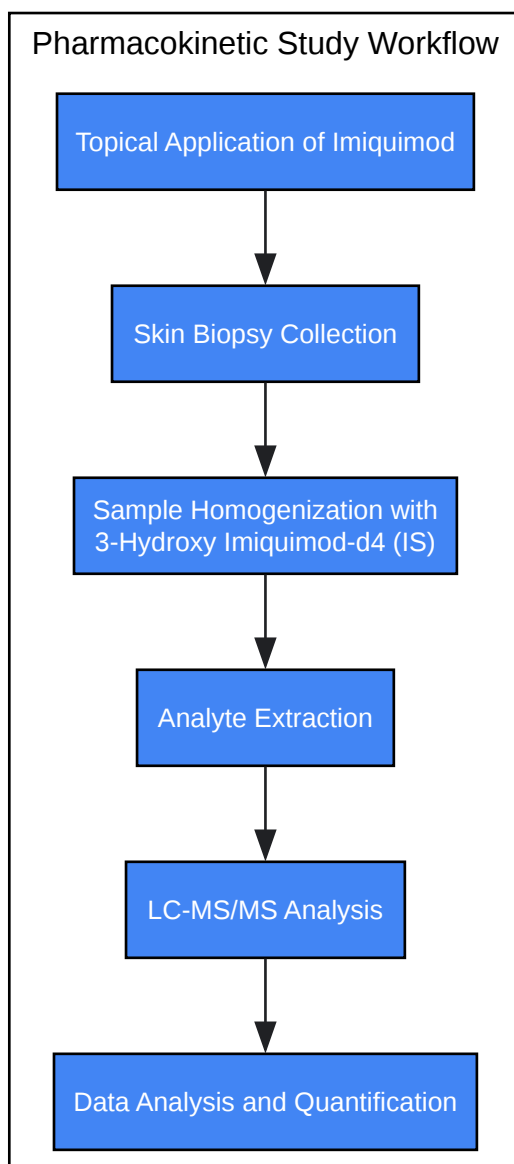 Pharmacokinetic Study Workflow
Topical Application of Imiquimod
Skin Biopsy Collection
Sample Homogenization with
3-Hydroxy Imiquimod-d4 (IS)
Analyte Extraction
LC-MS/MS Analysis
Data Analysis and Quantification